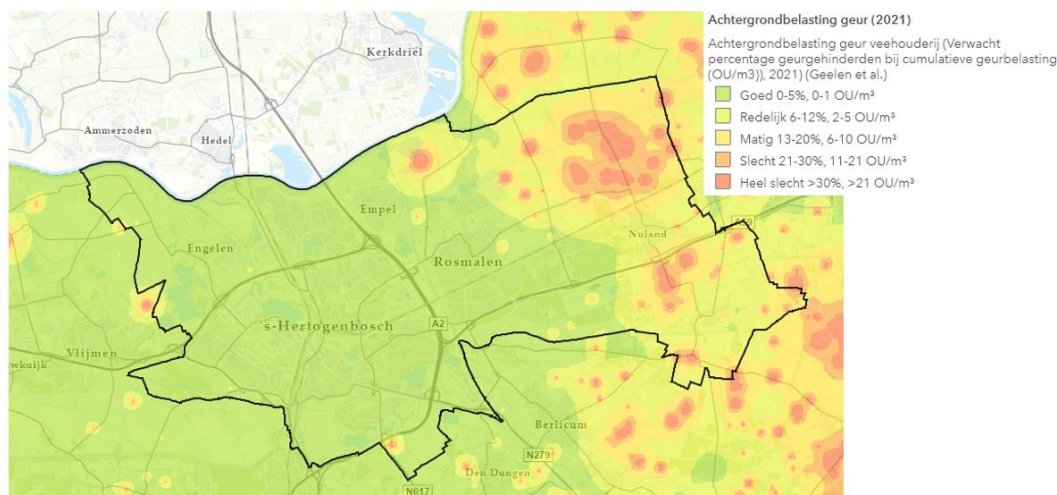 Achtergrondbelasting geur (2021)
Achtergrondbelasting geur veehouderij (Verwacht
percentage geurgehinderden bij cumulatieve geurbelasting
(OU/m3)), 2021) (Geelen et al.)
Goed 0-5%, 0-1 OU/m³
Redelijk 6-12%, 2-5 OU/m³
Matig 13-20%, 6-10 OU/m³
Slecht 21-30%, 11-21 OU/m³
Heel slecht >30%, >21 OU/m³
Kerkdriel
Ammerzoden
Hedel
Empel
Engelen
Rosmalen
Nuland
A59
s-Hertogenbosch
A2
Vlijmen
wkuijk
Berlicum
N279
Den Dungen
N617